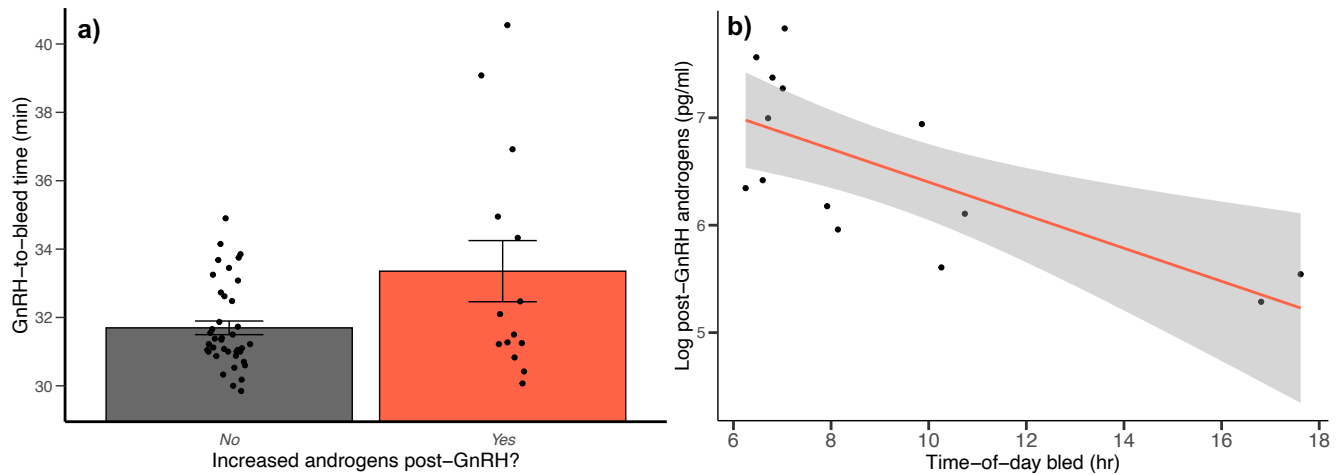 a)
GnRH−to−bleed time (min)
40
38
36
34
32
30
No Yes
Increased androgens post−GnRH?
b)
Log post−GnRH androgens (pg/ml)
7
6
5
6 8 10 12 14 16 18
Time−of−day bled (hr)